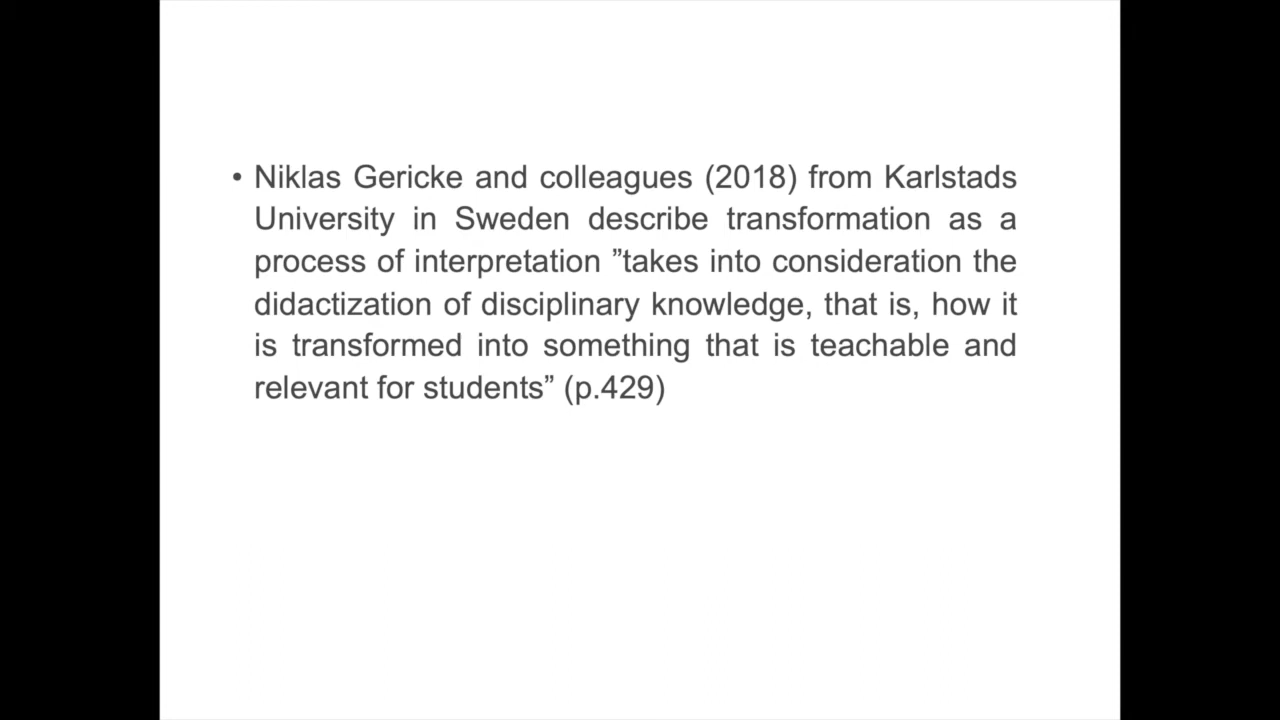 • Niklas Gericke and colleagues (2018) from Karlstads
University in Sweden describe transformation as a
process of interpretation ”takes into consideration the
didactization of disciplinary knowledge, that is, how it
is transformed into something that is teachable and
relevant for students” (p.429)